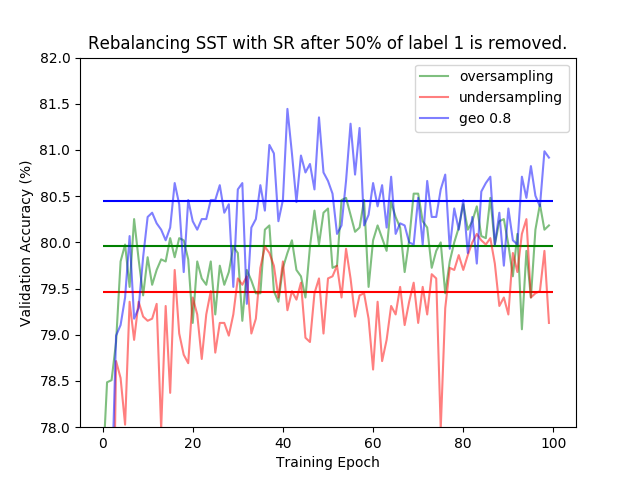 Rebalancing SST with SR after 50% of label 1 is removed.
82.0
81.5
81.0
80.5
80.0
79.5
79.0
78.5
78.0
Validation Accuracy (%)
oversampling
undersampling
geo 0.8
0 20 40 60 80 100
Training Epoch